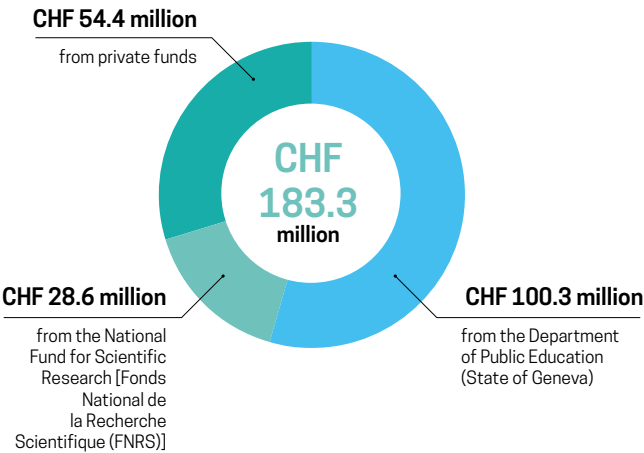 CHF 54.4 million
from private funds
CHF
183.3
million
CHF 28.6 million
from the National
Fund for Scientific
Research [Fonds
National de
la Recherche
Scientifique (FNRS)]
CHF 100.3 million
from the Department
of Public Education
(State of Geneva)